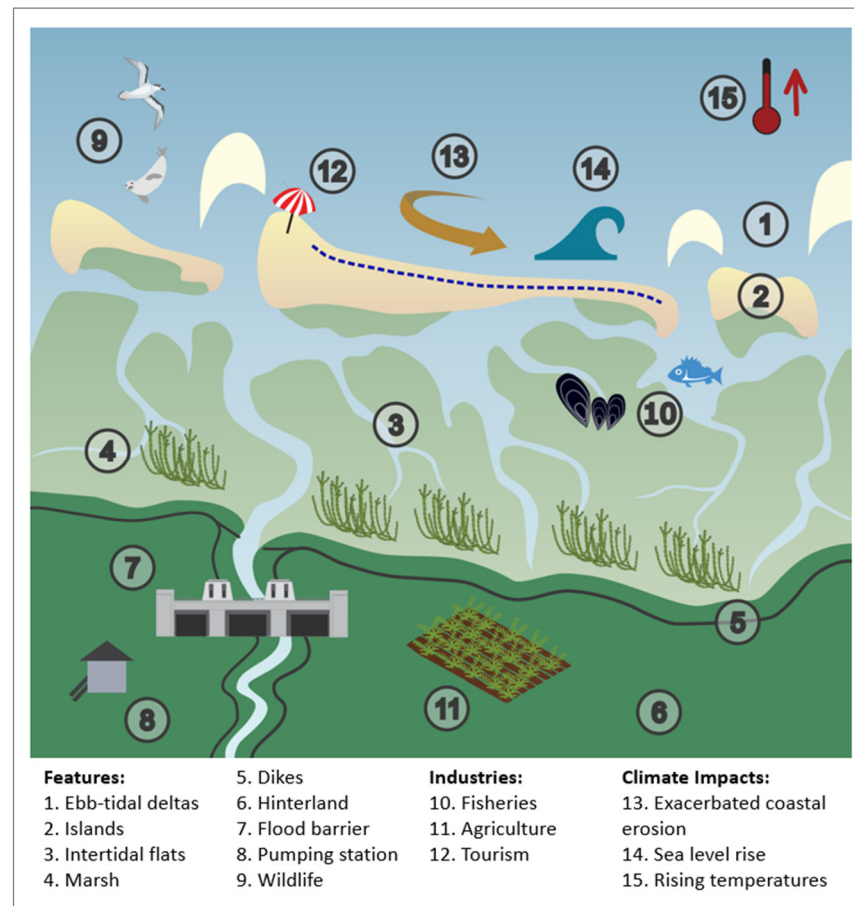 9
12
13
14
15
1
2
3
10
4
7
5
8
11
6
Features:
1. Ebb-tidal deltas
2. Islands
3. Intertidal flats
4. Marsh
5. Dikes
6. Hinterland
7. Flood barrier
8. Pumping station
9. Wildlife
Industries:
10. Fisheries
11. Agriculture
12. Tourism
Climate Impacts:
13. Exacerbated coastal
erosion
14. Sea level rise
15. Rising temperatures